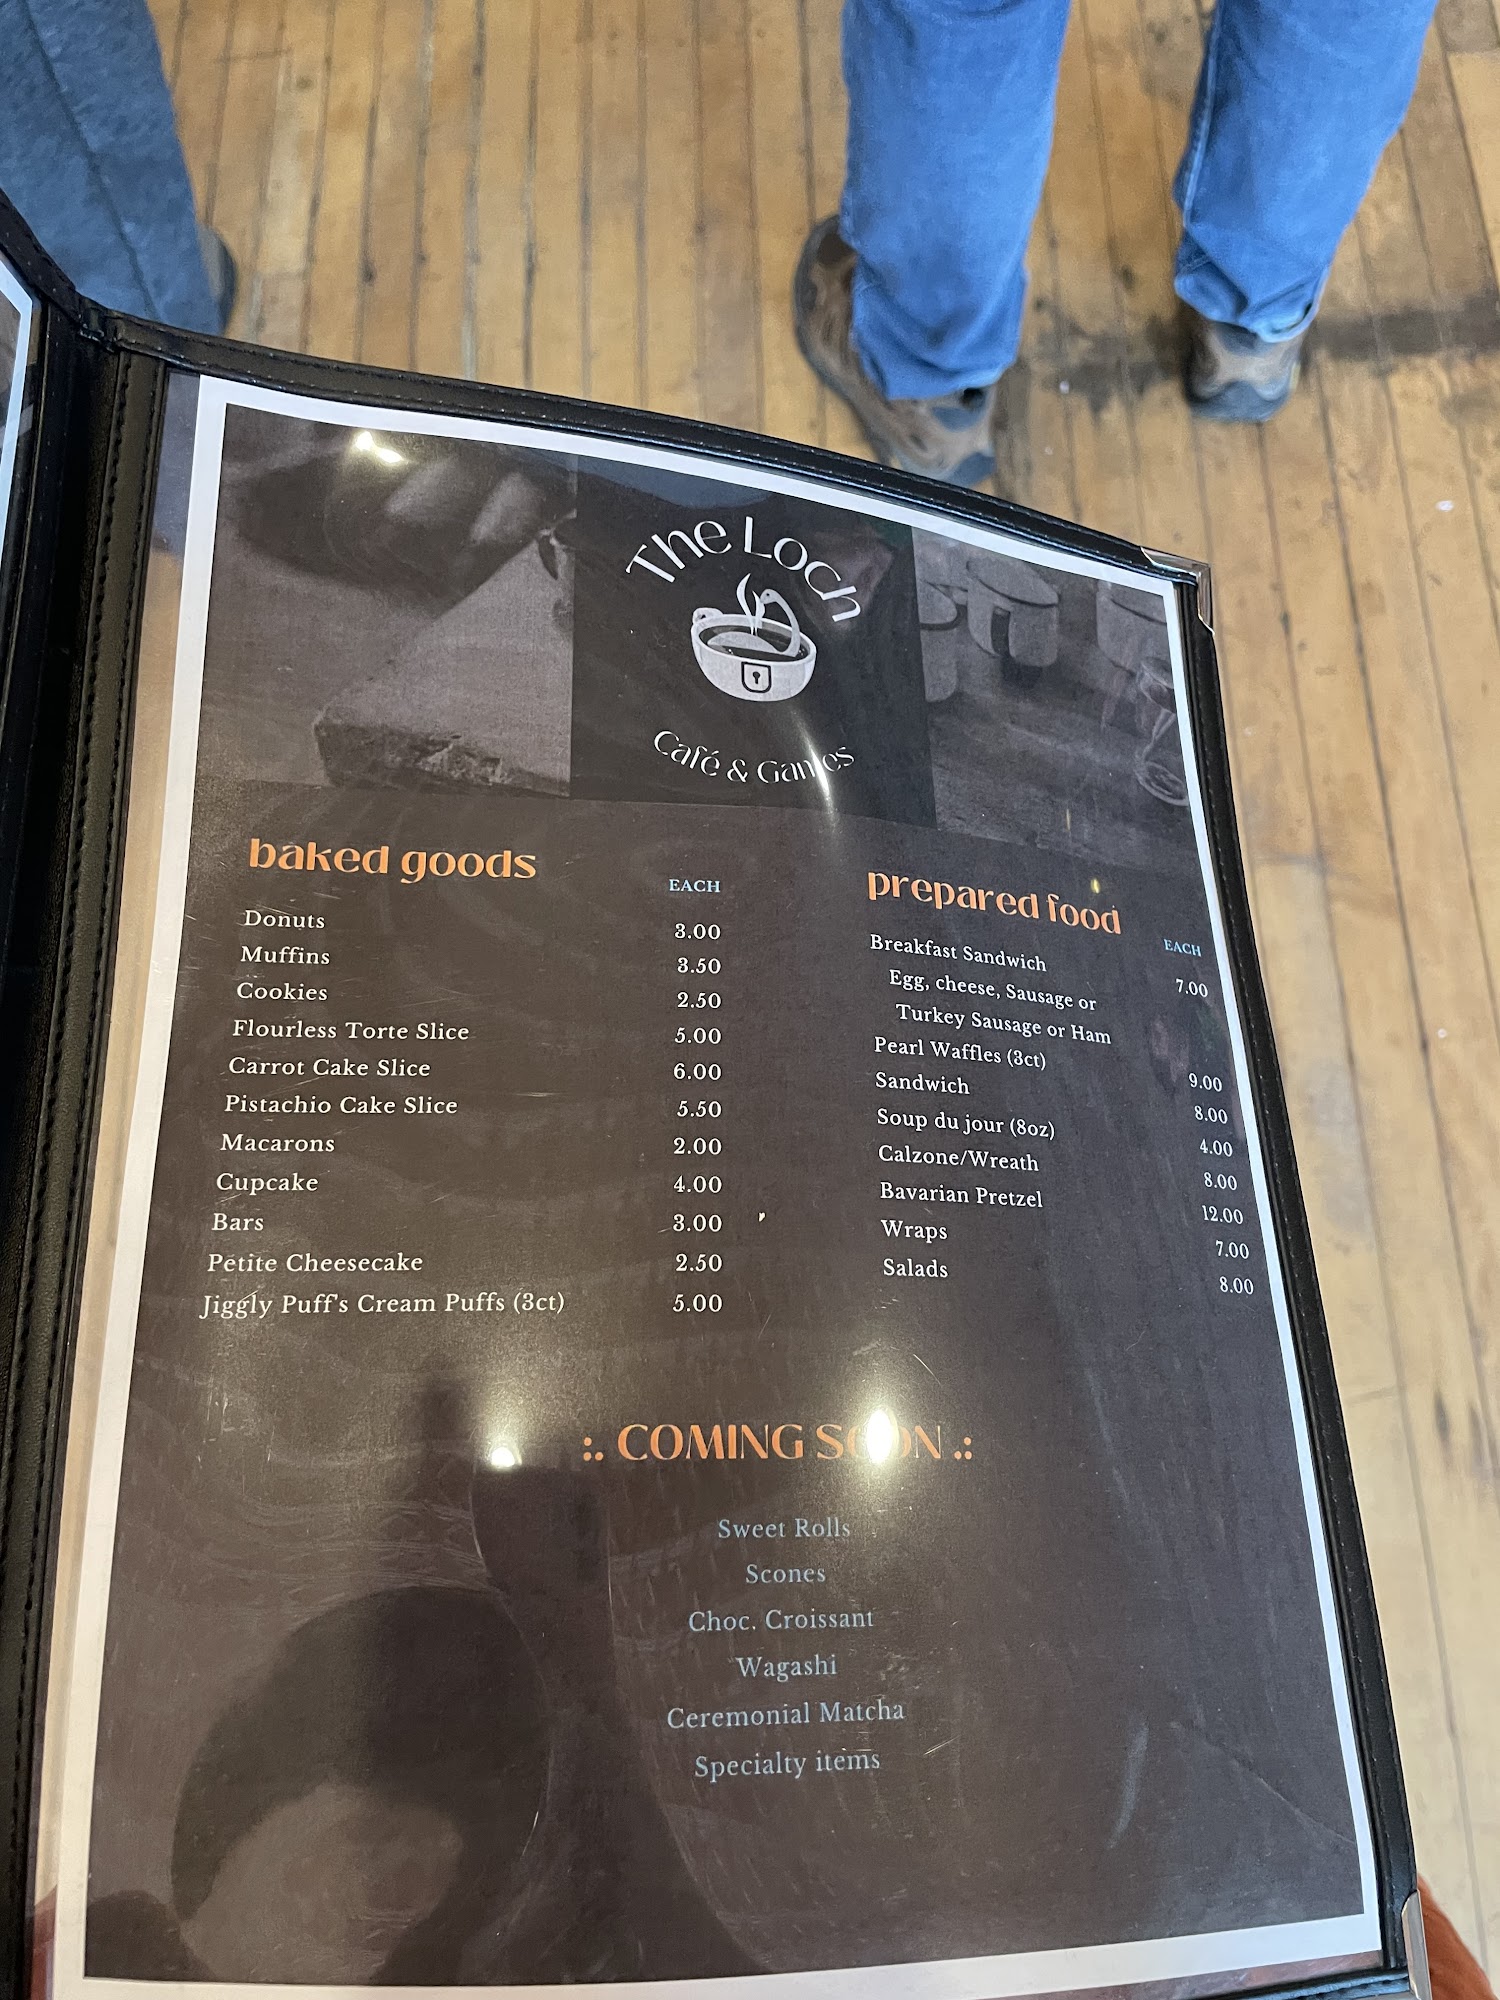 The Loch
Café & Games
baked goods
EACH
Donuts 3.00
Muffins 3.50
Cookies 2.50
Flourless Torte Slice 5.00
Carrot Cake Slice 6.00
Pistachio Cake Slice 5.50
Macarons 2.00
Cupcake 4.00
Bars 3.00
Petite Cheesecake 2.50
Jiggly Puff's Cream Puffs (3ct) 5.00
prepared food
EACH
Breakfast Sandwich 7.00
Egg, cheese, Sausage or
Turkey Sausage or Ham
Pearl Waffles (3ct) 9.00
Sandwich 8.00
Soup du jour (8oz) 4.00
Calzone/Wreath 8.00
Bavarian Pretzel 12.00
Wraps 7.00
Salads 8.00
:. COMING SOON .:
Sweet Rolls
Scones
Choc. Croissant
Wagashi
Ceremonial Matcha
Specialty items